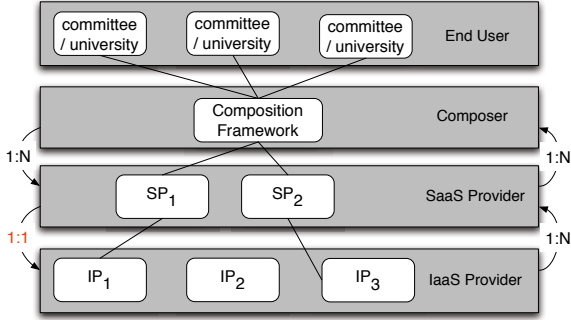 committee
/ university
committee
/ university
committee
/ university
End User
Composition
Framework
Composer
1:N
1:N
SP1
SP2
SaaS Provider
1:1
1:N
IP1
IP2
IP3
IaaS Provider